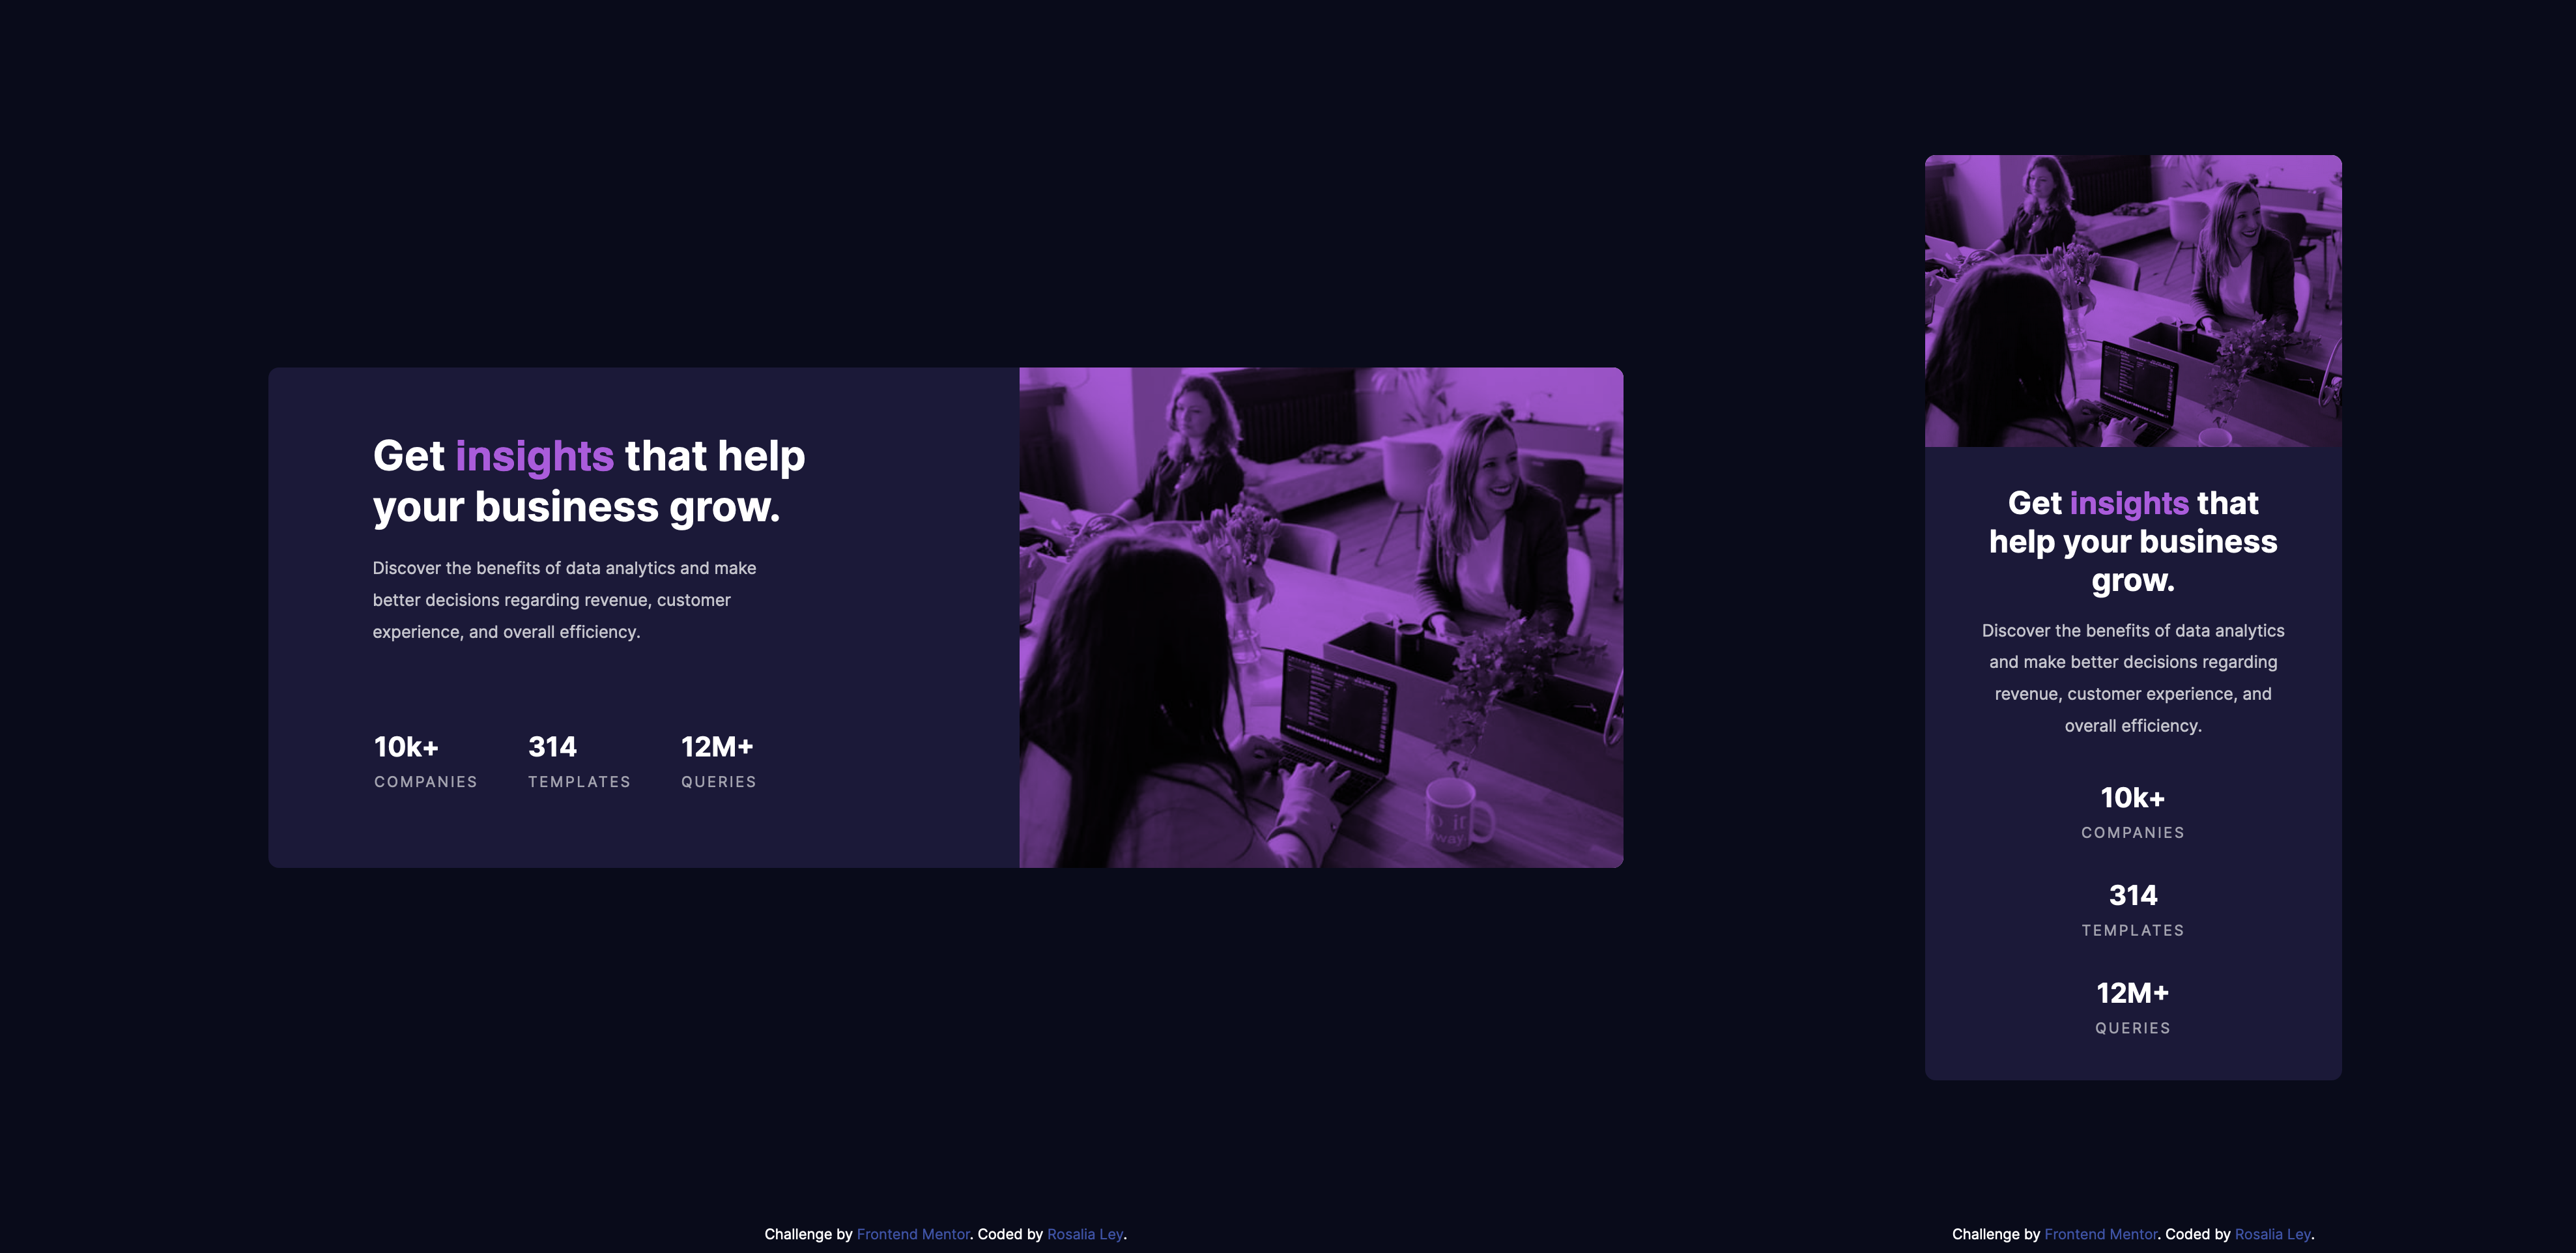 Get insights that help
your business grow.
Discover the benefits of data analytics and make
better decisions regarding revenue, customer
experience, and overall efficiency.
10k+ 314 12M+
COMPANIES TEMPLATES QUERIES
Challenge by Frontend Mentor. Coded by Rosalia Ley.
Get insights that
help your business
grow.
Discover the benefits of data analytics
and make better decisions regarding
revenue, customer experience, and
overall efficiency.
10k+
COMPANIES
314
TEMPLATES
12M+
QUERIES
Challenge by Frontend Mentor. Coded by Rosalia Ley.